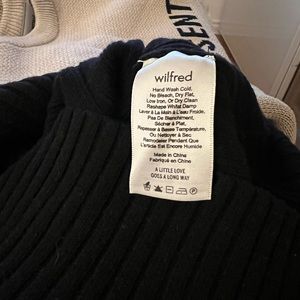 wilfred
Hand Wash Cold,
No Bleach, Dry Flat,
Low Iron, Or Dry Clean
Reshape Whilst Damp
Laver à La Main à L'eau Froide,
Pas De Blanchiment,
Sécher à Plat,
Repasser à Basse Température,
Ou Nettoyer à Sec
Remodeler Pendant Que
L'article Est Encore Humide
Made in China
Fabriqué en Chine
A LITTLE LOVE
GOES A LONG WAY
SENT